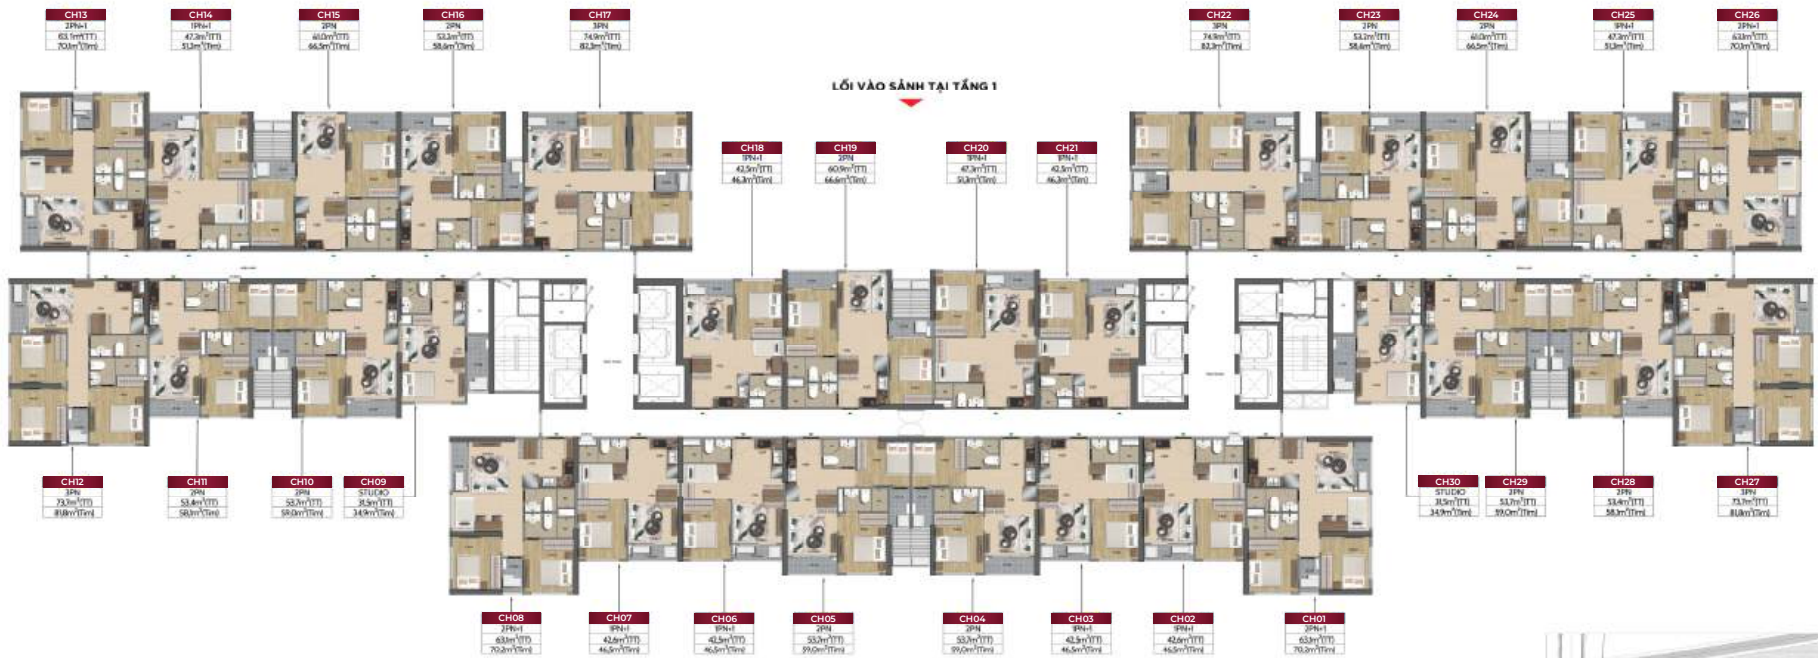 CH13
2PN+1
63.1m²(TT)
70.1m²(Tim)
CH14
1PN+1
47.3m²(TT)
51.3m²(Tim)
CH15
2PN
61.0m²(TT)
66.5m²(Tim)
CH16
2PN
53.2m²(TT)
58.6m²(Tim)
CH17
3PN
74.9m²(TT)
82.3m²(Tim)
CH22
3PN
74.9m²(TT)
82.3m²(Tim)
CH23
2PN
53.2m²(TT)
58.6m²(Tim)
CH24
2PN
61.0m²(TT)
66.5m²(Tim)
CH25
1PN+1
47.3m²(TT)
51.3m²(Tim)
CH26
2PN+1
63.1m²(TT)
70.1m²(Tim)
LỐI VÀO SẢNH TẠI TẦNG 1
CH18
1PN+1
42.5m²(TT)
46.3m²(Tim)
CH19
2PN
60.9m²(TT)
66.6m²(Tim)
CH20
1PN+1
47.3m²(TT)
51.3m²(Tim)
CH21
1PN+1
42.5m²(TT)
46.3m²(Tim)
CH12
3PN
73.7m²(TT)
81.8m²(Tim)
CH11
2PN
53.4m²(TT)
58.1m²(Tim)
CH10
2PN
53.7m²(TT)
59.0m²(Tim)
CH09
STUDIO
31.5m²(TT)
34.9m²(Tim)
CH30
STUDIO
31.5m²(TT)
34.9m²(Tim)
CH29
2PN
53.7m²(TT)
59.0m²(Tim)
CH28
2PN
53.4m²(TT)
58.1m²(Tim)
CH27
3PN
73.7m²(TT)
81.8m²(Tim)
CH08
2PN+1
63.1m²(TT)
70.2m²(Tim)
CH07
1PN+1
42.6m²(TT)
46.5m²(Tim)
CH06
1PN+1
42.5m²(TT)
46.5m²(Tim)
CH05
2PN
53.7m²(TT)
59.0m²(Tim)
CH04
2PN
53.7m²(TT)
59.0m²(Tim)
CH03
1PN+1
42.5m²(TT)
46.5m²(Tim)
CH02
1PN+1
42.6m²(TT)
46.5m²(Tim)
CH01
2PN+1
63.1m²(TT)
70.2m²(Tim)